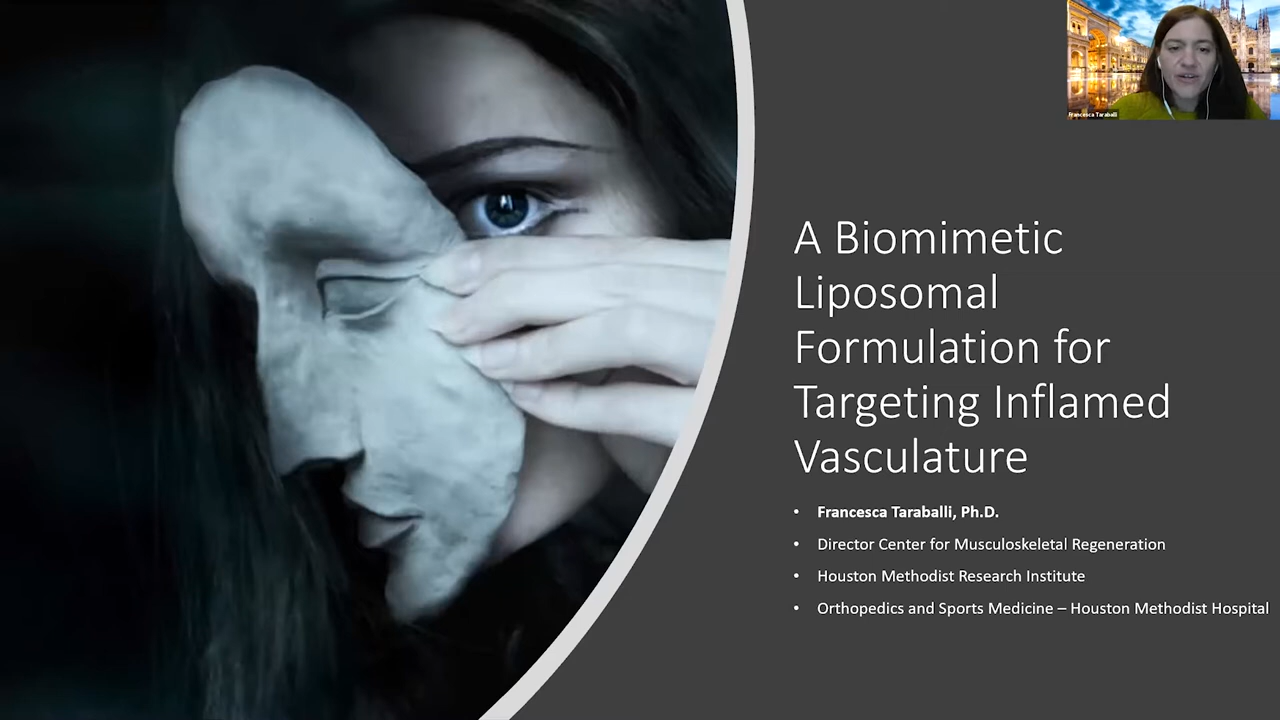 Francesca Taraballi
A Biomimetic
Liposomal
Formulation for
Targeting Inflamed
Vasculature
• Francesca Taraballi, Ph.D.
• Director Center for Musculoskeletal Regeneration
• Houston Methodist Research Institute
• Orthopedics and Sports Medicine – Houston Methodist Hospital